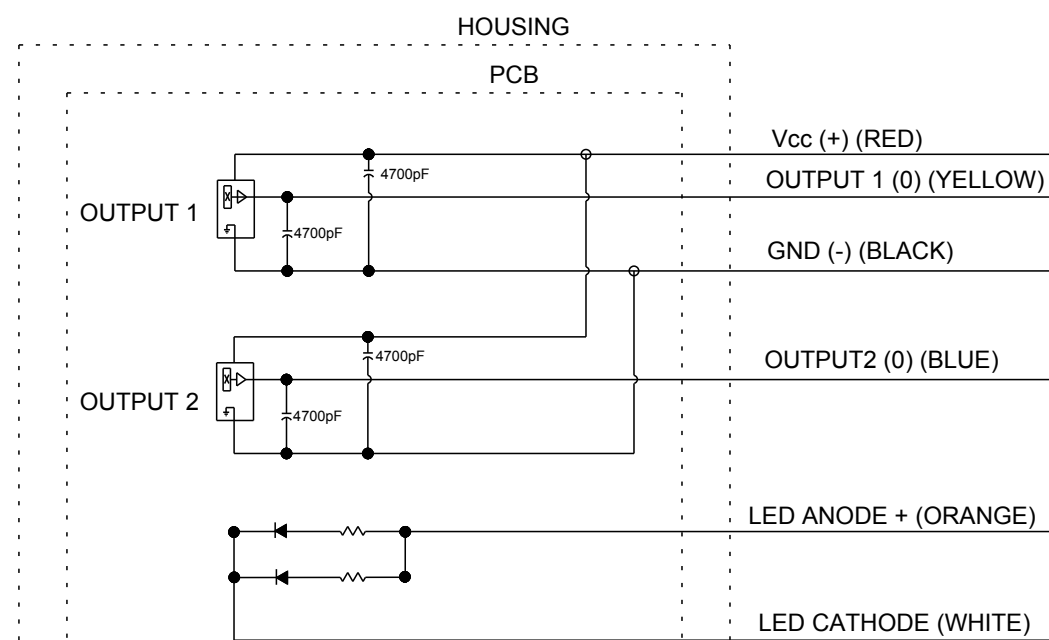 HOUSING
PCB
Vcc (+) (RED)
4700pF
OUTPUT 1 (0) (YELLOW)
OUTPUT 1
X
4700pF
GND (-) (BLACK)
4700pF
OUTPUT2 (0) (BLUE)
X
OUTPUT 2
4700pF
LED ANODE + (ORANGE)
LED CATHODE (WHITE)